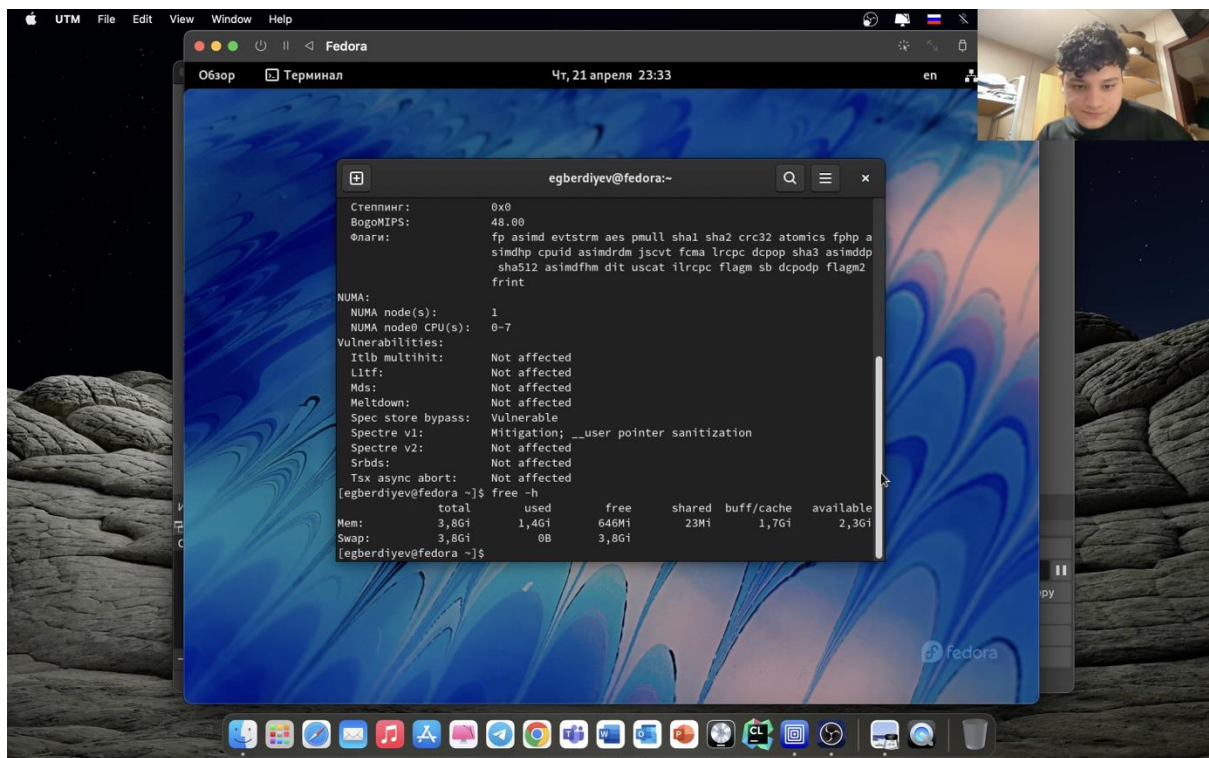 UTM File Edit View Window Help
Fedora
Обзор Терминал Чт, 21 апреля 23:33 en
egberdiyev@fedora:~
Степпинг: 0x0
BogoMIPS: 48.00
Флаги: fp asimd evtstrm aes pmull sha1 sha2 crc32 atomics fphp a
simdhp cpuid asimdrdm jscvt fcma lrcpc dcpop sha3 asimddp
sha512 asimdfhm dit uscat ilrcpc flagm sb dcpodp flagm2
frint
NUMA:
NUMA node(s): 1
NUMA node0 CPU(s): 0-7
Vulnerabilities:
Itlb multihit: Not affected
L1tf: Not affected
Mds: Not affected
Meltdown: Not affected
Spec store bypass: Vulnerable
Spectre v1: Mitigation; __user pointer sanitization
Spectre v2: Not affected
Srbds: Not affected
Tsx async abort: Not affected
[egberdiyev@fedora ~]$ free -h
total used free shared buff/cache available
Mem: 3,8Gi 1,4Gi 646Mi 23Mi 1,7Gi 2,3Gi
Swap: 3,8Gi 0B 3,8Gi
[egberdiyev@fedora ~]$
fedora